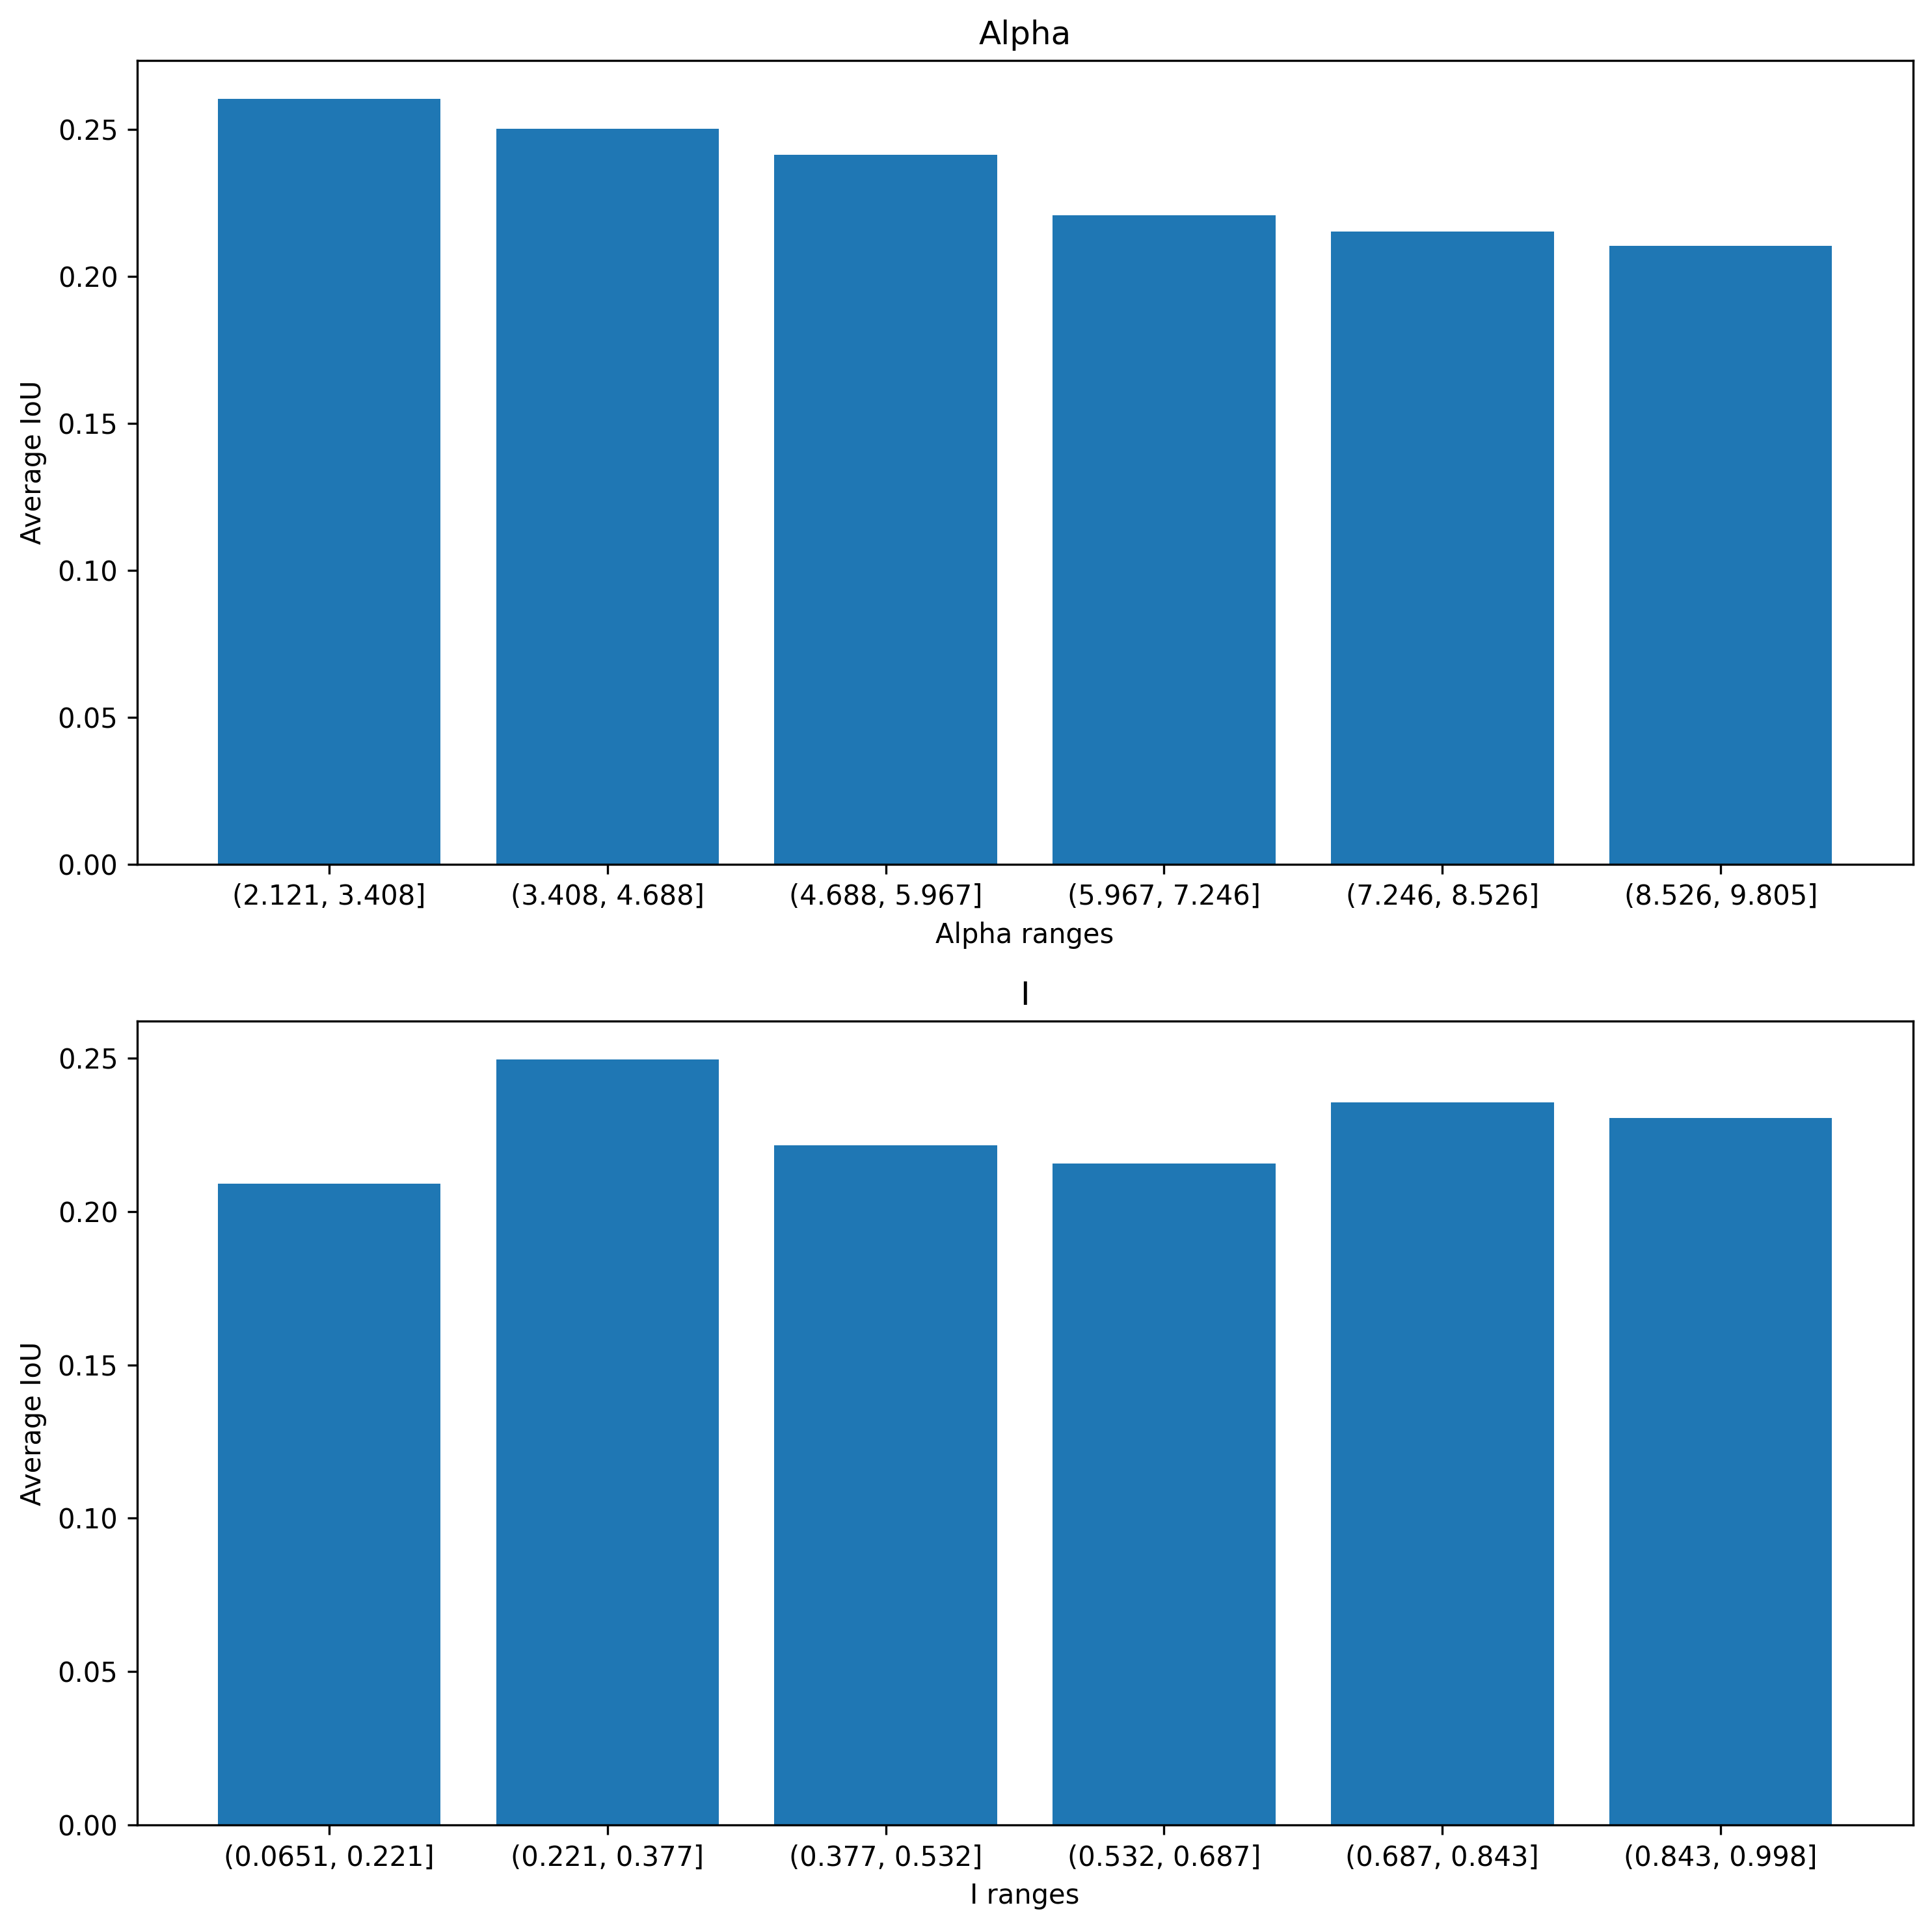 Alpha
0.25
0.20
0.15
0.10
0.05
0.00
Average IoU
(2.121, 3.408] (3.408, 4.688] (4.688, 5.967] (5.967, 7.246] (7.246, 8.526] (8.526, 9.805]
Alpha ranges
I
0.25
0.20
0.15
0.10
0.05
0.00
Average IoU
(0.0651, 0.221] (0.221, 0.377] (0.377, 0.532] (0.532, 0.687] (0.687, 0.843] (0.843, 0.998]
I ranges